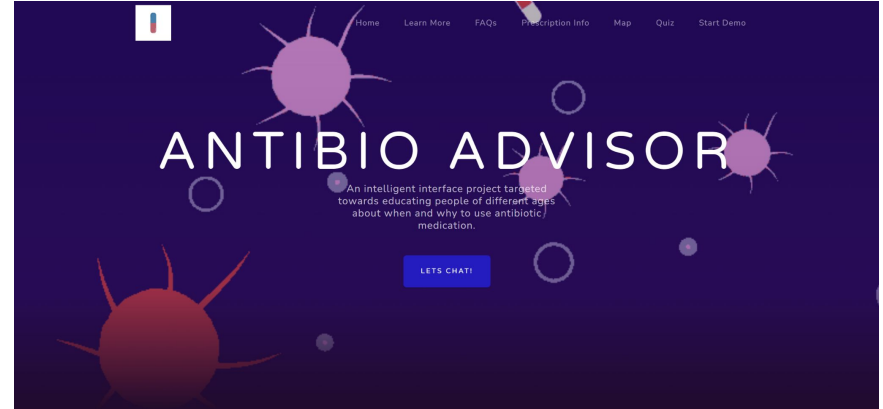 Home Learn More FAQs Prescription Info Map Quiz Start Demo
ANTIBIO ADVISOR
An intelligent interface project targeted
towards educating people of different ages
about when and why to use antibiotic
medication.
LETS CHAT!